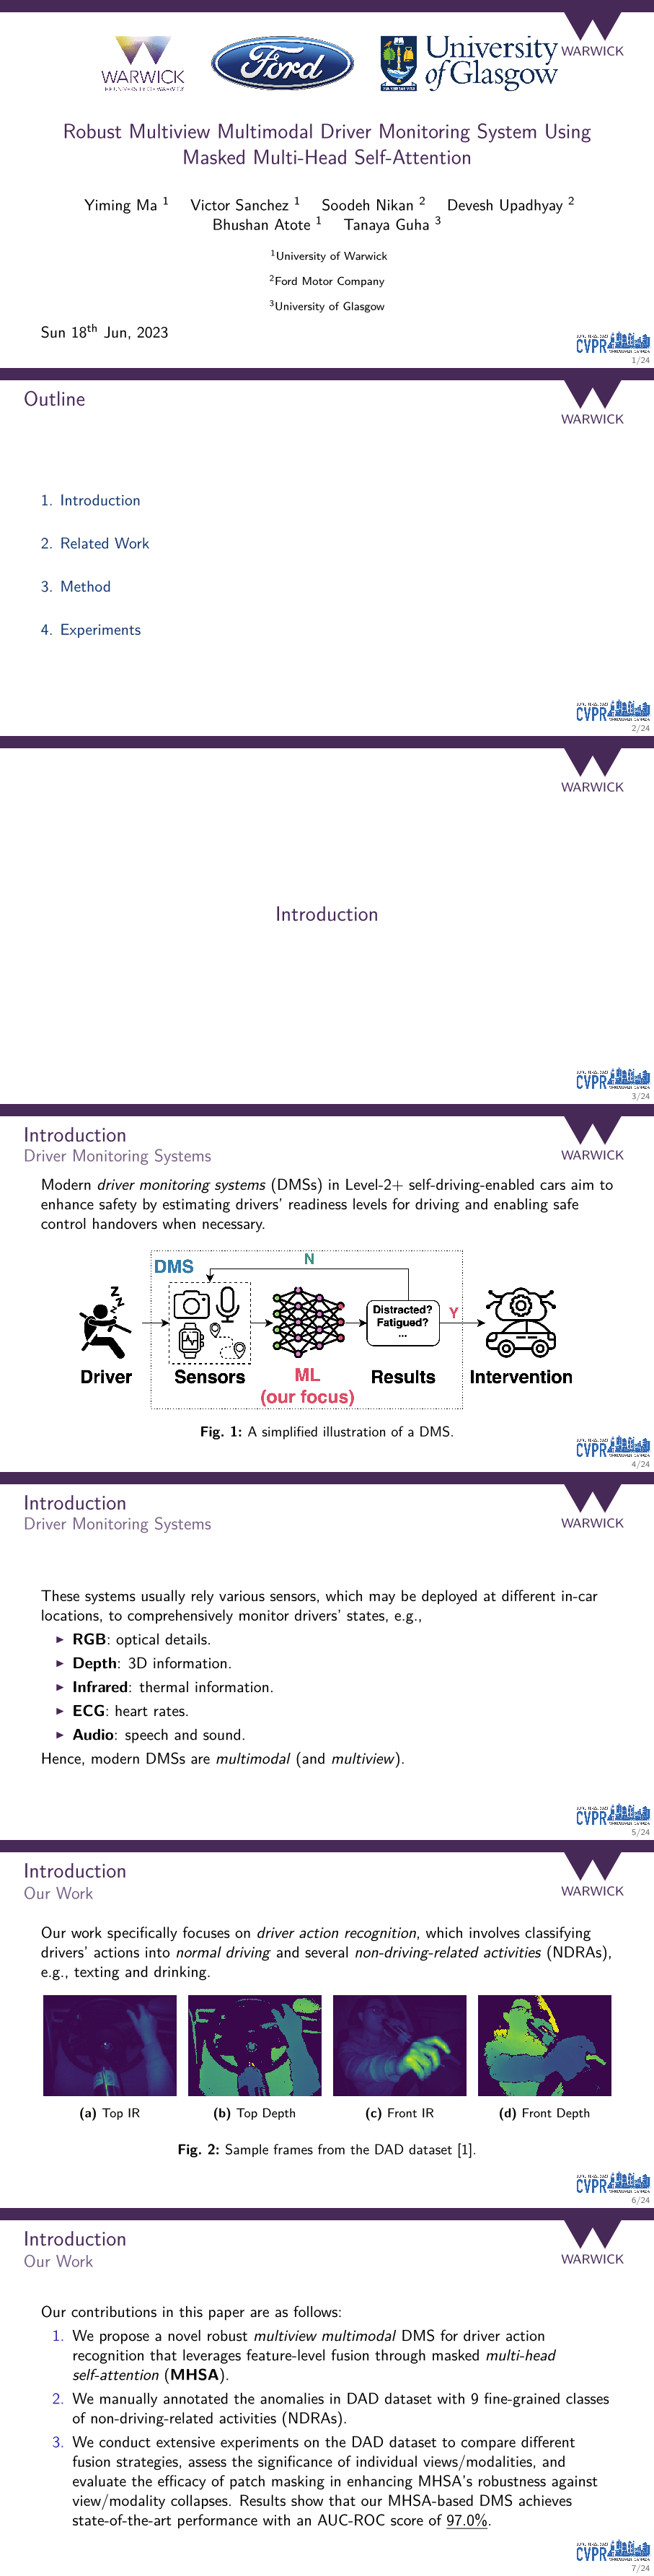 WARWICK
THE UNIVERSITY OF WARWICK
Ford
University
of Glasgow
WARWICK
Robust Multiview Multimodal Driver Monitoring System Using
Masked Multi-Head Self-Attention
Yiming Ma 1 Victor Sanchez 1 Soodeh Nikan 2 Devesh Upadhyay 2
Bhushan Atote 1 Tanaya Guha 3
1University of Warwick
2Ford Motor Company
3University of Glasgow
Sun 18th Jun, 2023
CVPR
1/24
Outline
WARWICK
1. Introduction
2. Related Work
3. Method
4. Experiments
CVPR
2/24
WARWICK
Introduction
CVPR
3/24
Introduction
Driver Monitoring Systems
WARWICK
Modern driver monitoring systems (DMSs) in Level-2+ self-driving-enabled cars aim to
enhance safety by estimating drivers' readiness levels for driving and enabling safe
control handovers when necessary.
DMS
N
z z z
Distracted?
Fatigued?
...
Y
Driver
Sensors
ML
(our focus)
Results
Intervention
Fig. 1: A simplified illustration of a DMS.
CVPR
4/24
Introduction
Driver Monitoring Systems
WARWICK
These systems usually rely various sensors, which may be deployed at different in-car
locations, to comprehensively monitor drivers' states, e.g.,
▶ RGB: optical details.
▶ Depth: 3D information.
▶ Infrared: thermal information.
▶ ECG: heart rates.
▶ Audio: speech and sound.
Hence, modern DMSs are multimodal (and multiview).
CVPR
5/24
Introduction
Our Work
WARWICK
Our work specifically focuses on driver action recognition, which involves classifying
drivers' actions into normal driving and several non-driving-related activities (NDRAs),
e.g., texting and drinking.
(a) Top IR
(b) Top Depth
(c) Front IR
(d) Front Depth
Fig. 2: Sample frames from the DAD dataset [1].
CVPR
6/24
Introduction
Our Work
WARWICK
Our contributions in this paper are as follows:
1. We propose a novel robust multiview multimodal DMS for driver action
recognition that leverages feature-level fusion through masked multi-head
self-attention (MHSA).
2. We manually annotated the anomalies in DAD dataset with 9 fine-grained classes
of non-driving-related activities (NDRAs).
3. We conduct extensive experiments on the DAD dataset to compare different
fusion strategies, assess the significance of individual views/modalities, and
evaluate the efficacy of patch masking in enhancing MHSA's robustness against
view/modality collapses. Results show that our MHSA-based DMS achieves
state-of-the-art performance with an AUC-ROC score of 97.0%.
CVPR
7/24